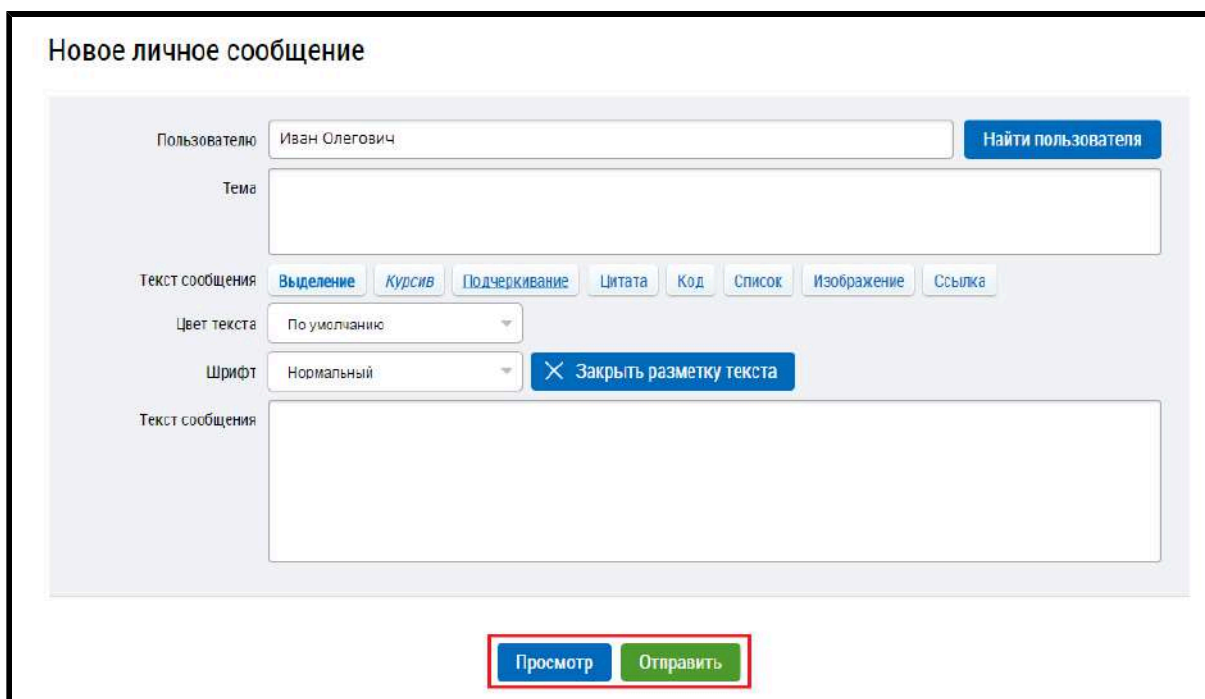 Новое личное сообщение
Пользователю Иван Олегович Найти пользователя
Тема
Текст сообщения Выделение Курсив Подчеркивание Цитата Код Список Изображение Ссылка
Цвет текста По умолчанию
Шрифт Нормальный Закрыть разметку текста
Текст сообщения
Просмотр Отправить